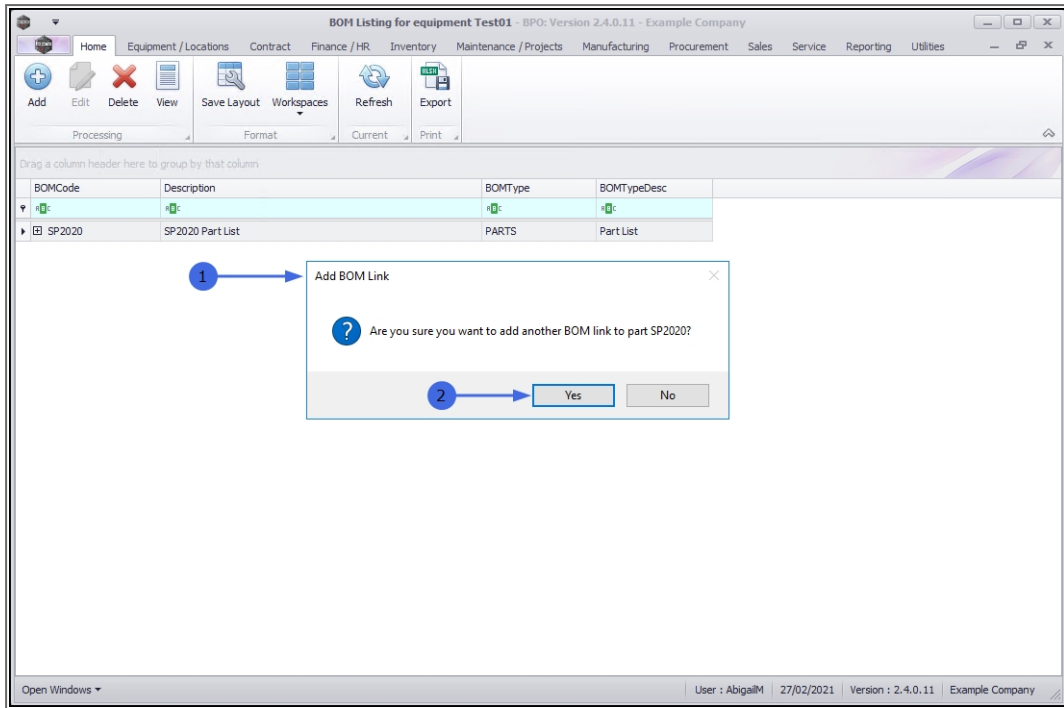 BOM Listing for equipment Test01 - BPO: Version 2.4.0.11 - Example Company
Home Equipment / Locations Contract Finance / HR Inventory Maintenance / Projects Manufacturing Procurement Sales Service Reporting Utilities
Add Edit Delete View Save Layout Workspaces Refresh Export
Processing Format Current Print
Drag a column header here to group by that column
BOMCode Description BOMType BOMTypeDesc
SP2020 SP2020 Part List PARTS Part List
1 Add BOM Link
Are you sure you want to add another BOM link to part SP2020?
2 Yes No
Open Windows User : AbigailM 27/02/2021 Version : 2.4.0.11 Example Company